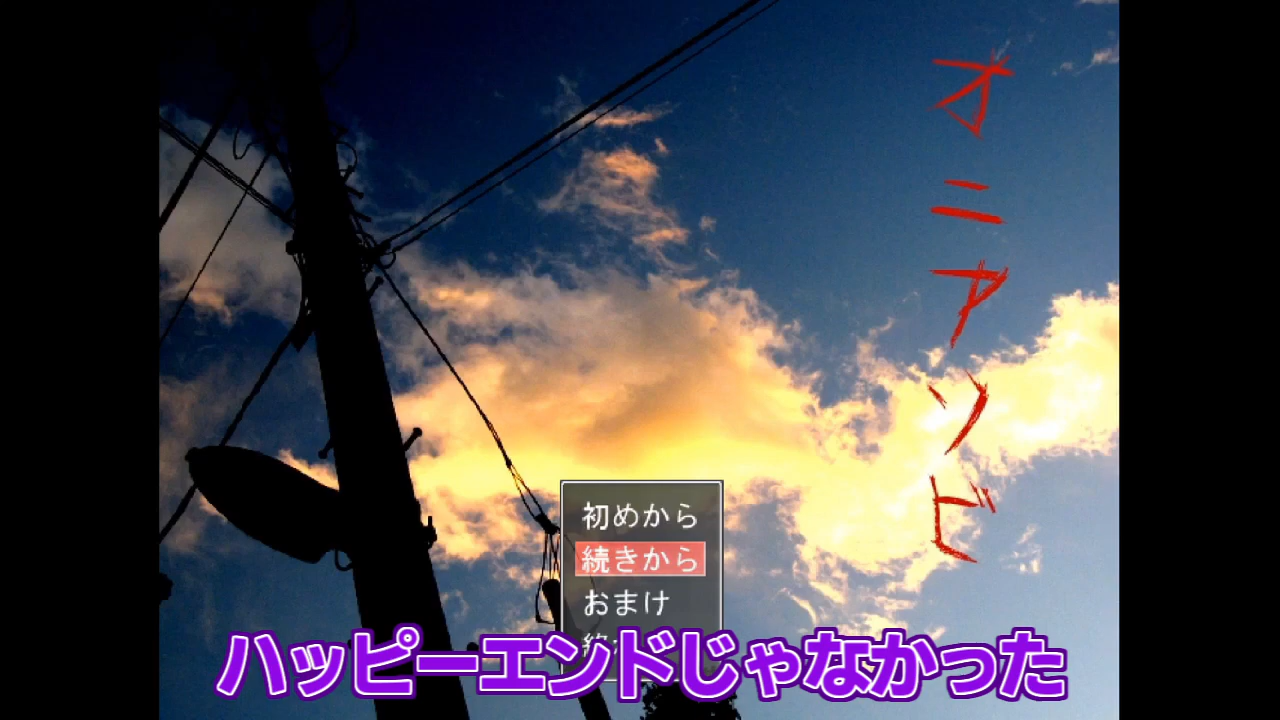 オニアソビ
初めから
続きから
おまけ
ハッピーエンドじゃなかった